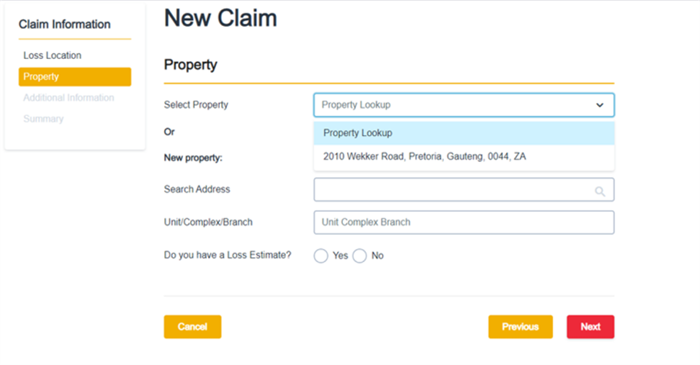 Claim Information
Loss Location
Property
Additional Information
Summary
New Claim
Property
Select Property
Property Lookup
Property Lookup
2010 Wekker Road, Pretoria, Gauteng, 0044, ZA
Or
New property:
Search Address
Unit/Complex/Branch
Unit Complex Branch
Do you have a Loss Estimate?
Yes
No
Cancel
Previous
Next